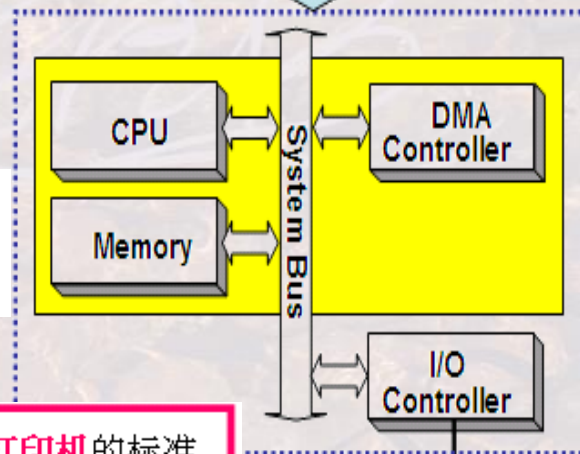 CPU
DMA
Controller
Memory
System Bus
I/O
Controller
打印机的标准